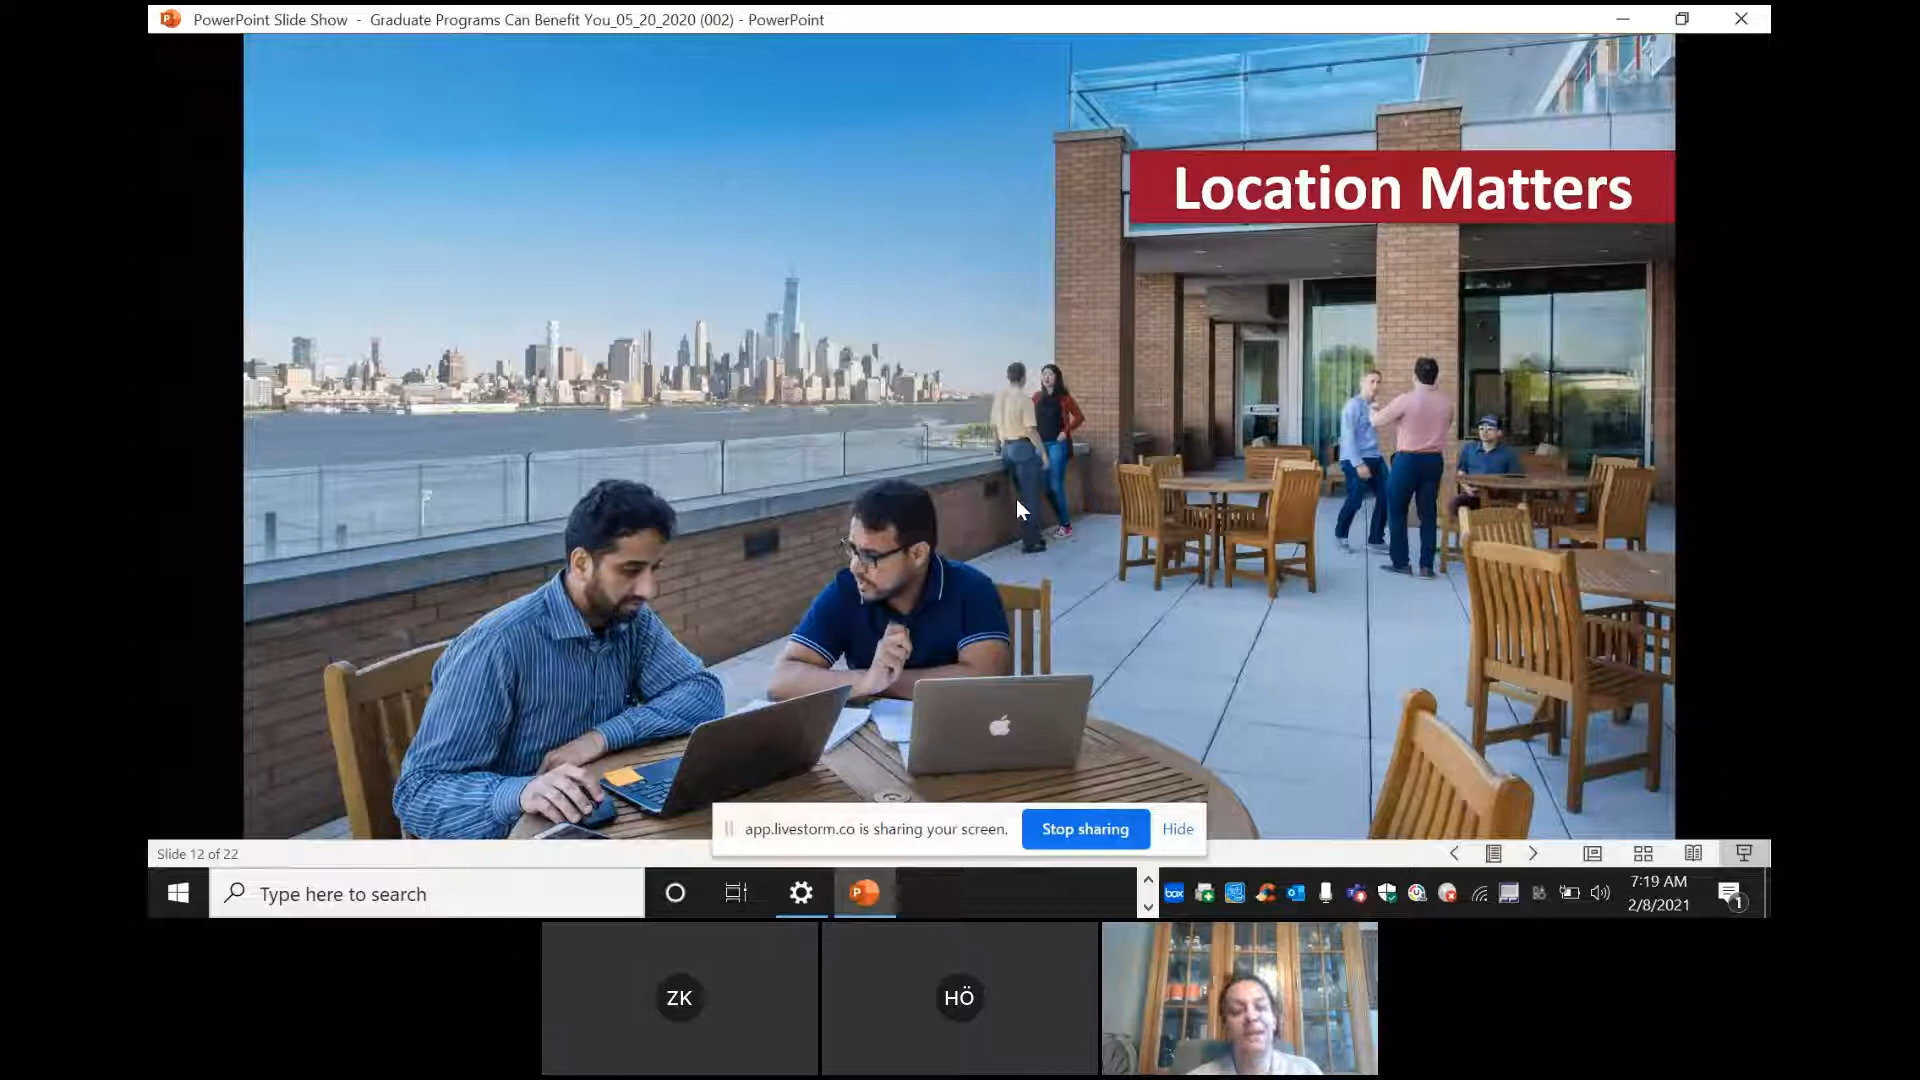 PowerPoint Slide Show - Graduate Programs Can Benefit You_05_20_2020 (002) - PowerPoint
Location Matters
app.livestorm.co is sharing your screen.
Stop sharing
Hide
Slide 12 of 22
Type here to search
box
7:19 AM
2/8/2021
1
ZK
HÖ